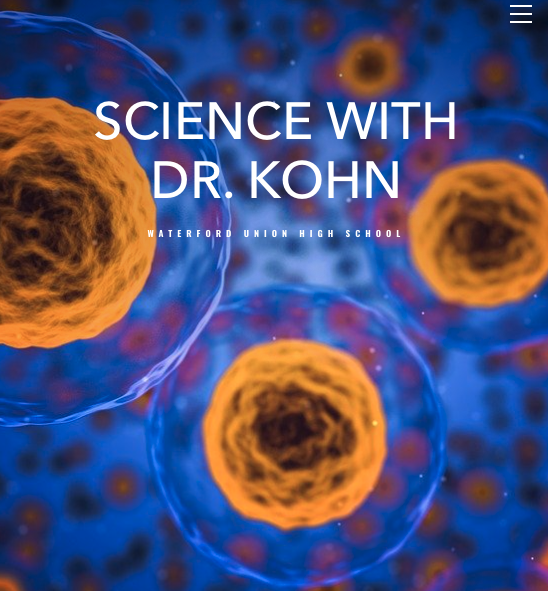 SCIENCE WITH
DR. KOHN
WATERFORD UNION HIGH SCHOOL